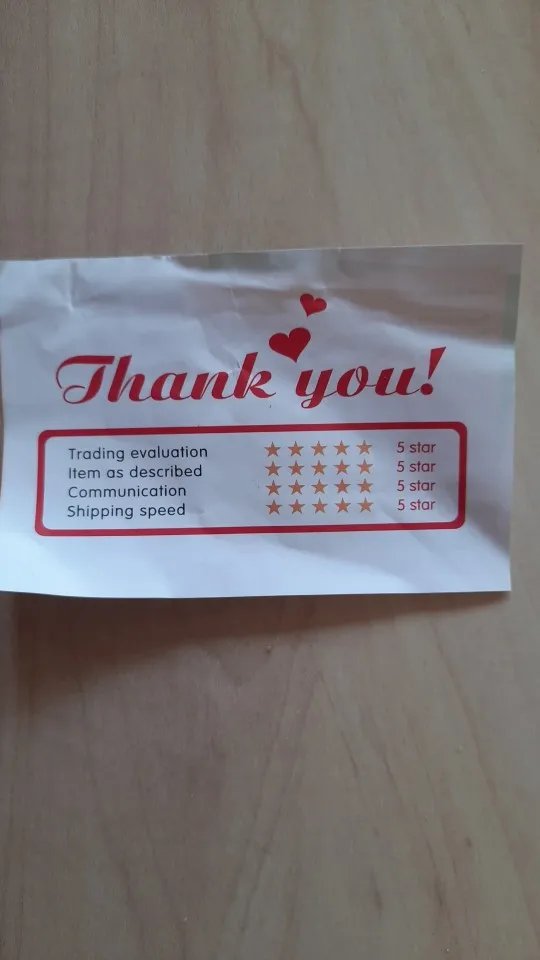 Thank you!
Trading evaluation ★★★★★ 5 star
Item as described ★★★★★ 5 star
Communication ★★★★★ 5 star
Shipping speed ★★★★★ 5 star